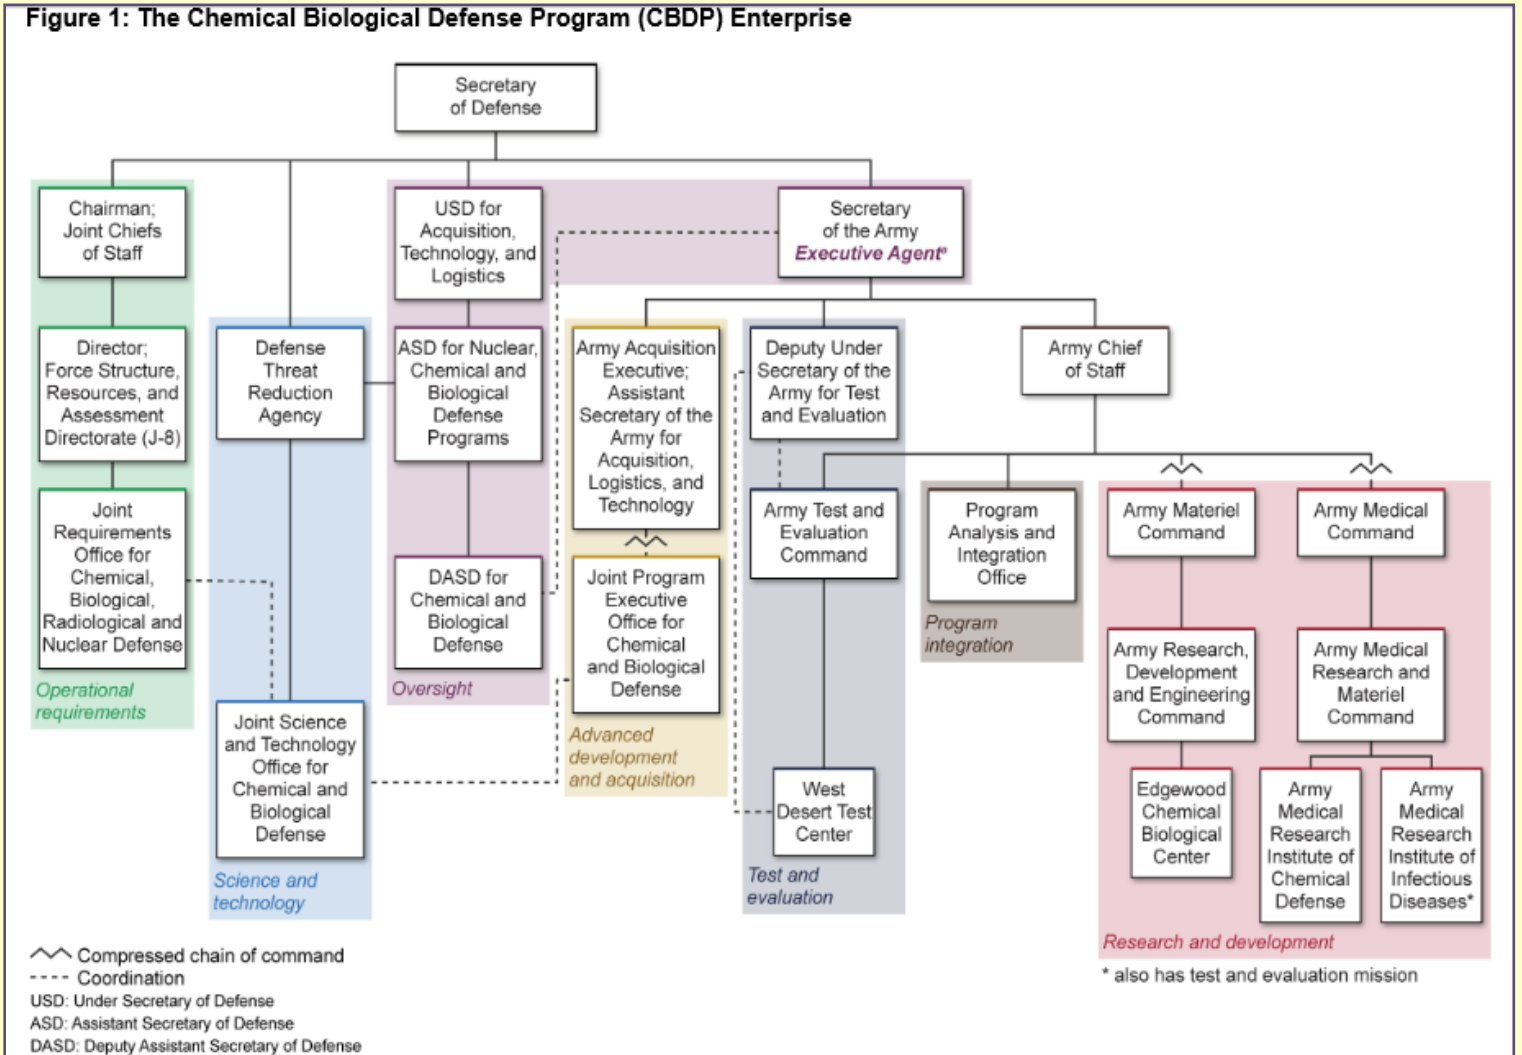 Figure 1: The Chemical Biological Defense Program (CBDP) Enterprise
Secretary
of Defense
Chairman;
Joint Chiefs
of Staff
USD for
Acquisition,
Technology, and
Logistics
Secretary
of the Army
Executive Agentᵃ
Director;
Force Structure,
Resources, and
Assessment
Directorate (J-8)
Defense
Threat
Reduction
Agency
ASD for Nuclear,
Chemical and
Biological
Defense
Programs
Army Acquisition
Executive;
Assistant
Secretary of the
Army for
Acquisition,
Logistics, and
Technology
Deputy Under
Secretary of the
Army for Test
and Evaluation
Army Chief
of Staff
Joint
Requirements
Office for
Chemical,
Biological,
Radiological and
Nuclear Defense
Operational
requirements
DASD for
Chemical and
Biological
Defense
Oversight
Joint Program
Executive
Office for
Chemical
and Biological
Defense
Advanced
development
and acquisition
Army Test and
Evaluation
Command
Program
Analysis and
Integration
Office
Program
integration
Army Materiel
Command
Army Medical
Command
Army Research,
Development
and Engineering
Command
Army Medical
Research and
Materiel
Command
Joint Science
and Technology
Office for
Chemical and
Biological
Defense
Science and
technology
West
Desert Test
Center
Test and
evaluation
Edgewood
Chemical
Biological
Center
Army
Medical
Research
Institute of
Chemical
Defense
Army
Medical
Research
Institute of
Infectious
Diseases*
Research and development
* also has test and evaluation mission
Compressed chain of command
Coordination
USD: Under Secretary of Defense
ASD: Assistant Secretary of Defense
DASD: Deputy Assistant Secretary of Defense